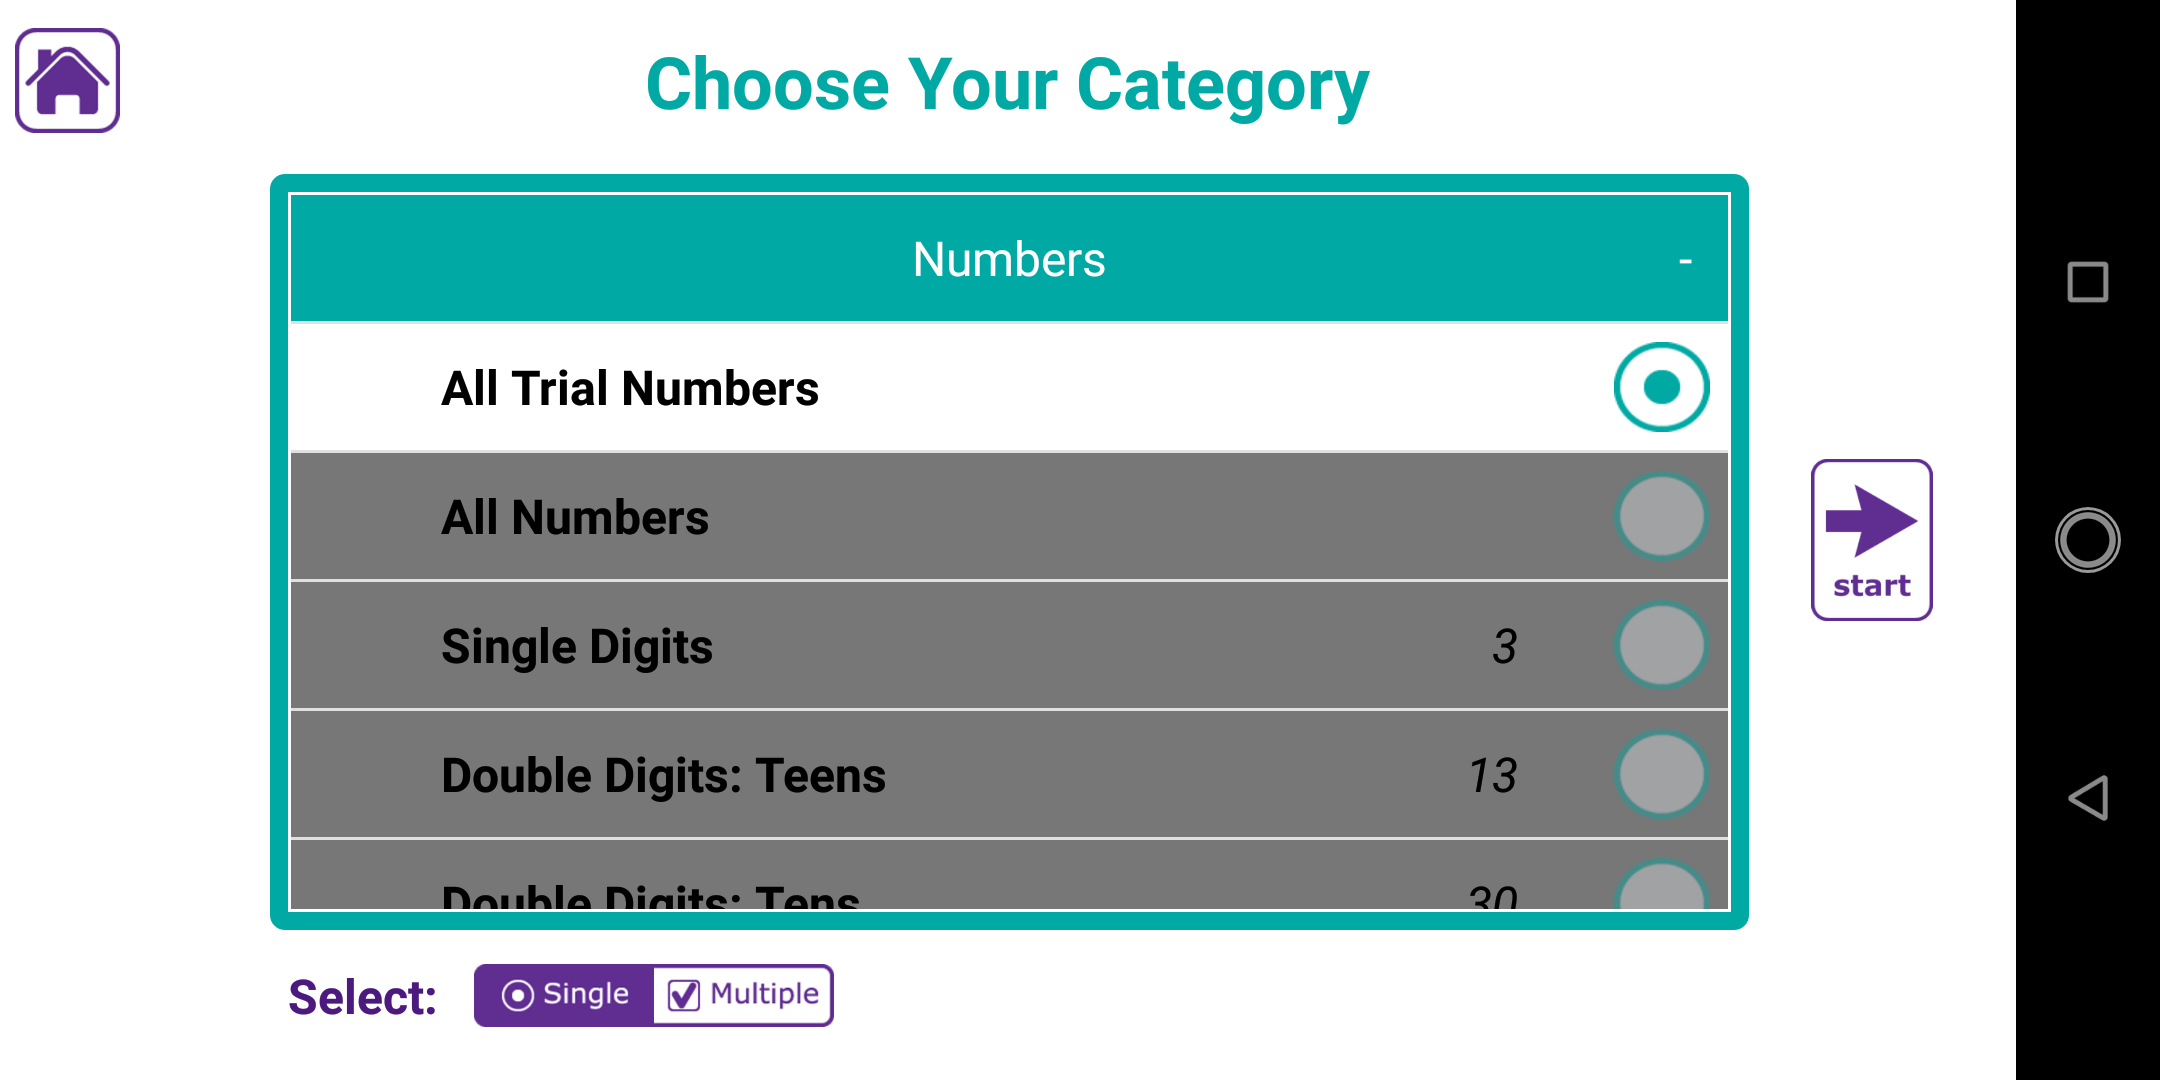 Choose Your Category
Numbers -
All Trial Numbers
All Numbers
Single Digits 3
Double Digits: Teens 13
Double Digits: Tens 30
start
Select: Single Multiple